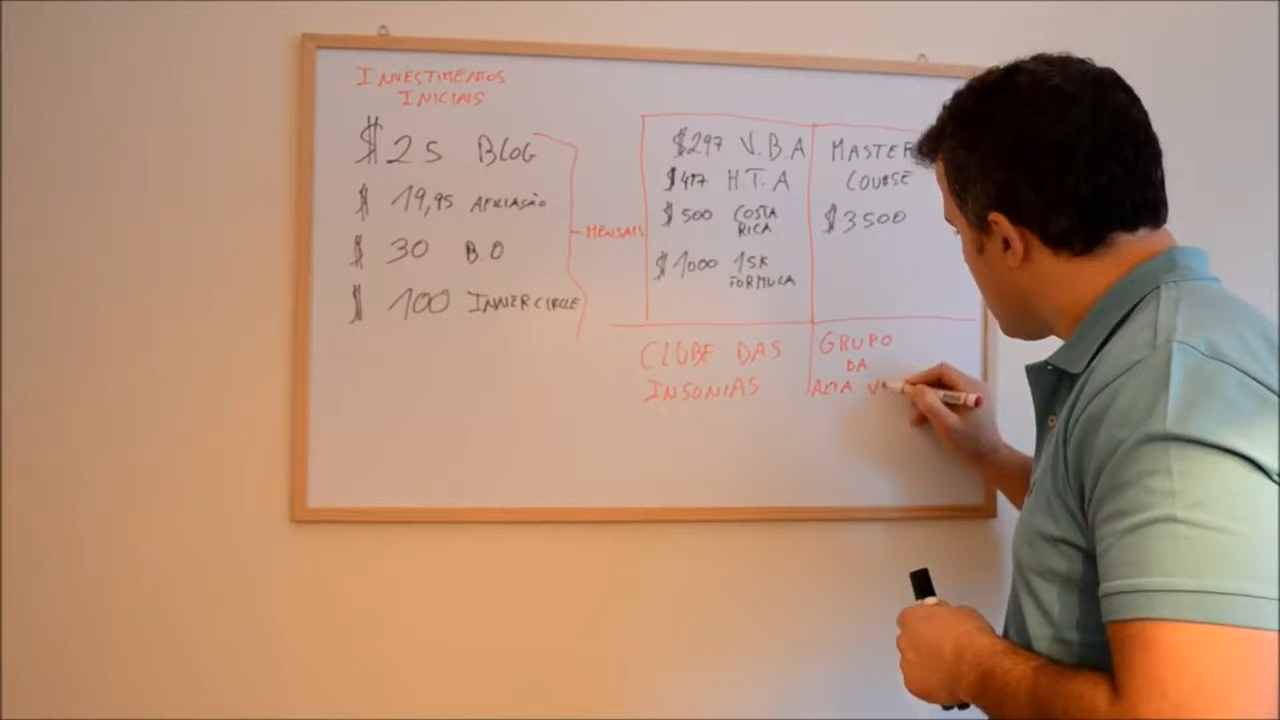 INVESTIMENTOS
INICIAIS
$25 BLOG
$ 19,95 AFILIAÇÃO
$ 30 B.O
$ 100 INNER CIRCLE
MENSAIS
$297 V.B.A
$497 H.T.A
$500 COSTA
RICA
$1000 15K
FORMULA
CLUBE DAS
INSONIAS
MASTER
COURSE
$3500
GRUPO
DA
ALTA